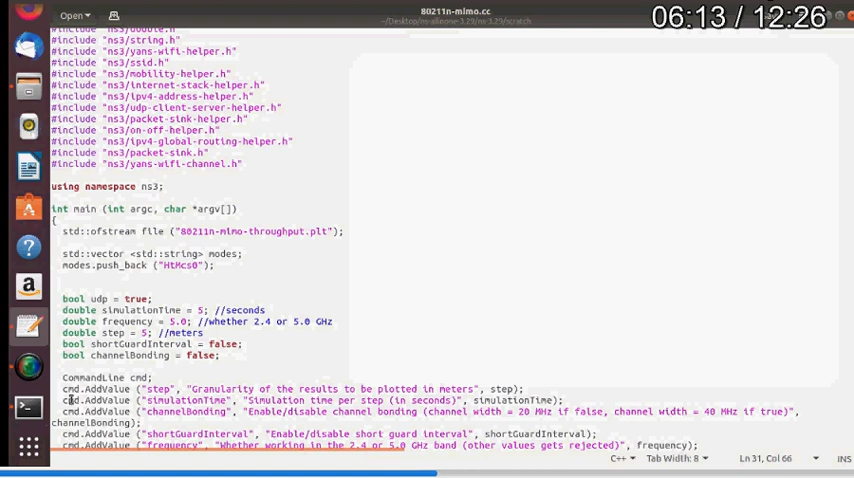 Open
80211n-mimo.cc
~/Desktop/ns-allinone-3.29/ns-3.29/scratch
06:13 / 12:26
#include "ns3/double.h"
#include "ns3/string.h"
#include "ns3/yans-wifi-helper.h"
#include "ns3/ssid.h"
#include "ns3/mobility-helper.h"
#include "ns3/internet-stack-helper.h"
#include "ns3/ipv4-address-helper.h"
#include "ns3/udp-client-server-helper.h"
#include "ns3/packet-sink-helper.h"
#include "ns3/on-off-helper.h"
#include "ns3/ipv4-global-routing-helper.h"
#include "ns3/packet-sink.h"
#include "ns3/yans-wifi-channel.h"
using namespace ns3;
int main (int argc, char *argv[])
{
std::ofstream file ("80211n-mimo-throughput.plt");
std::vector <std::string> modes;
modes.push_back ("HtMcs0");
bool udp = true;
double simulationTime = 5; //seconds
double frequency = 5.0; //whether 2.4 or 5.0 GHz
double step = 5; //meters
bool shortGuardInterval = false;
bool channelBonding = false;
CommandLine cmd;
cmd.AddValue ("step", "Granularity of the results to be plotted in meters", step);
cmd.AddValue ("simulationTime", "Simulation time per step (in seconds)", simulationTime);
cmd.AddValue ("channelBonding", "Enable/disable channel bonding (channel width = 20 MHz if false, channel width = 40 MHz if true)",
channelBonding);
cmd.AddValue ("shortGuardInterval", "Enable/disable short guard interval", shortGuardInterval);
cmd.AddValue ("frequency", "Whether working in the 2.4 or 5.0 GHz band (other values gets rejected)", frequency);
C++ Tab Width: 8 Ln 31, Col 66 INS